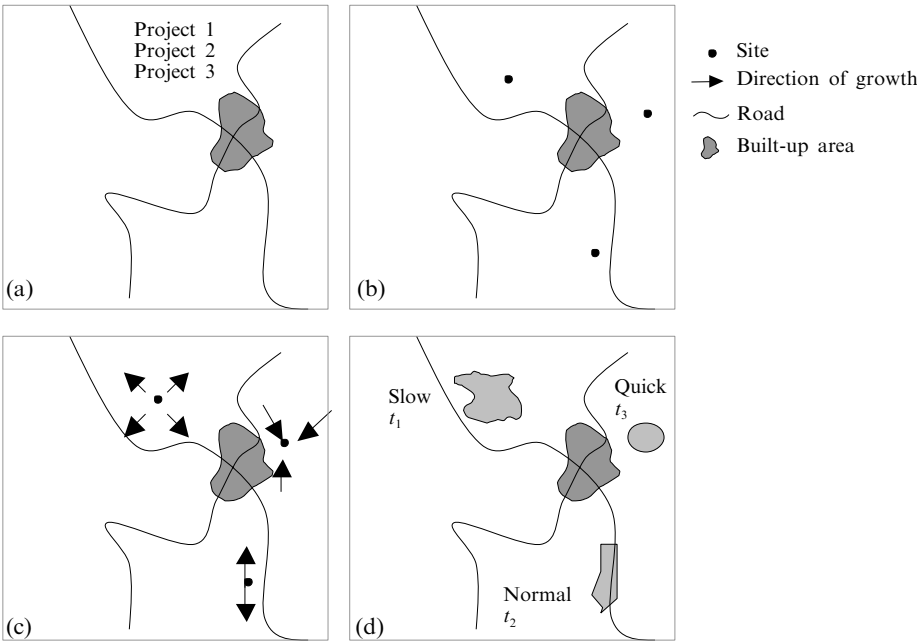 Project 1
Project 2
Project 3
(a)
(b)
Site
Direction of growth
Road
Built-up area
(c)
Slow
t1
Quick
t3
Normal
t2
(d)